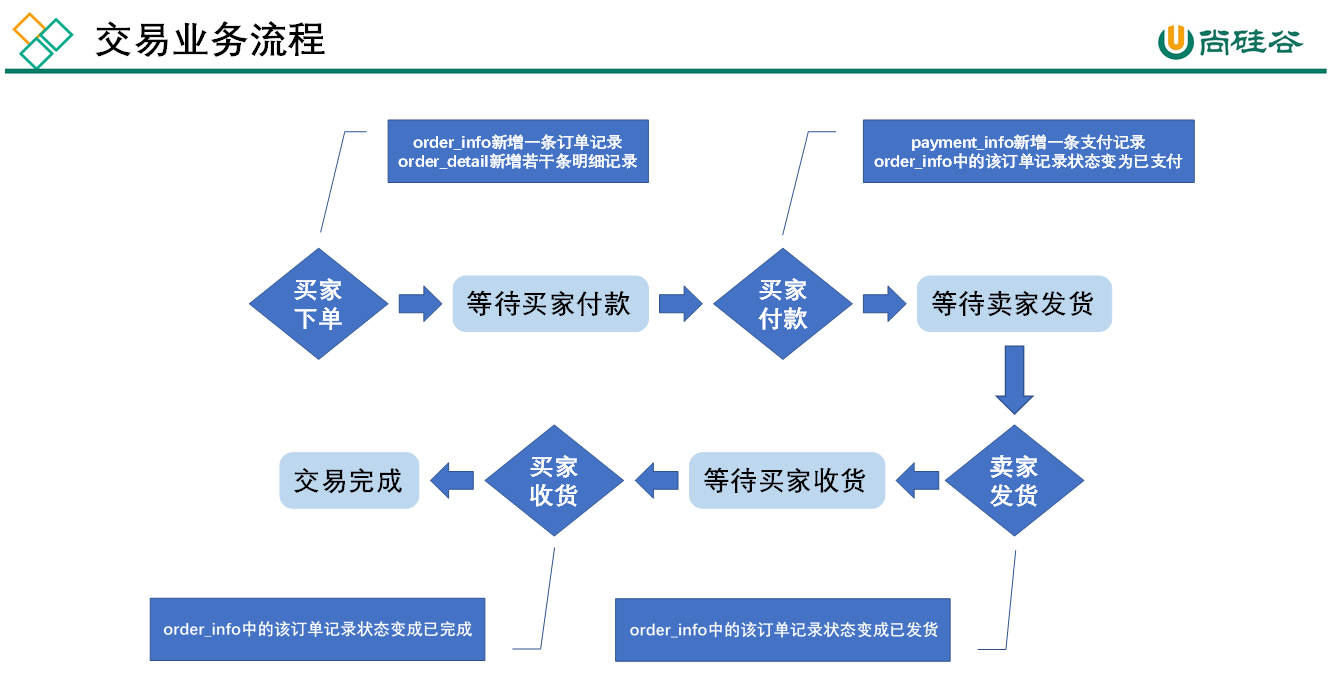 交易业务流程
尚硅谷
order_info新增一条订单记录
order_detail新增若干条明细记录
payment_info新增一条支付记录
order_info中的该订单记录状态变为已支付
买家
下单
等待买家付款
买家
付款
等待卖家发货
交易完成
买家
收货
等待买家收货
卖家
发货
order_info中的该订单记录状态变成已完成
order_info中的该订单记录状态变成已发货